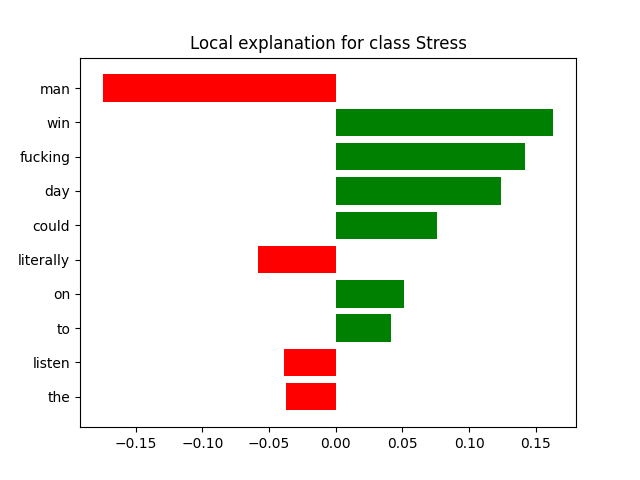 Local explanation for class Stress
man
win
fucking
day
could
literally
on
to
listen
the
−0.15 −0.10 −0.05 0.00 0.05 0.10 0.15